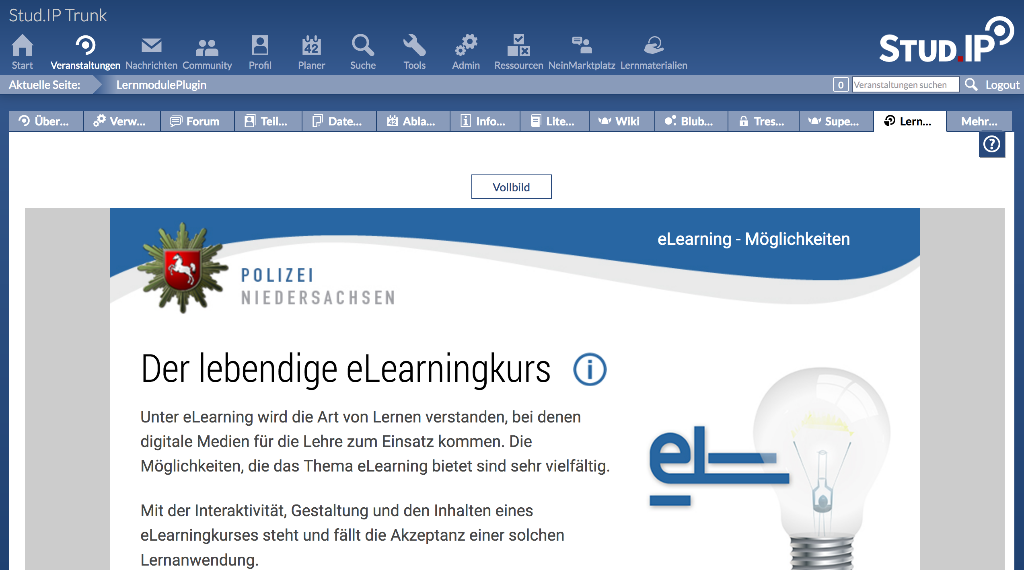 Stud.IP Trunk
Start
Veranstaltungen
Nachrichten
Community
Profil
42
Planer
Suche
Tools
Admin
Ressourcen
NeinMarktplatz
Lernmaterialien
STUD.IP
Aktuelle Seite:
LernmodulePlugin
0
Veranstaltungen suchen
Logout
Über...
Verw...
Forum
Teil...
Date...
Abla...
Info...
Lite...
Wiki
Blub...
Tres...
Supe...
Lern...
Mehr...
?
Vollbild
eLearning - Möglichkeiten
POLIZEI
NIEDERSACHSEN
Der lebendige eLearningkurs
i
Unter eLearning wird die Art von Lernen verstanden, bei denen
digitale Medien für die Lehre zum Einsatz kommen. Die
Möglichkeiten, die das Thema eLearning bietet sind sehr vielfältig.
eL
Mit der Interaktivität, Gestaltung und den Inhalten eines
eLearningkurses steht und fällt die Akzeptanz einer solchen
Lernanwendung.